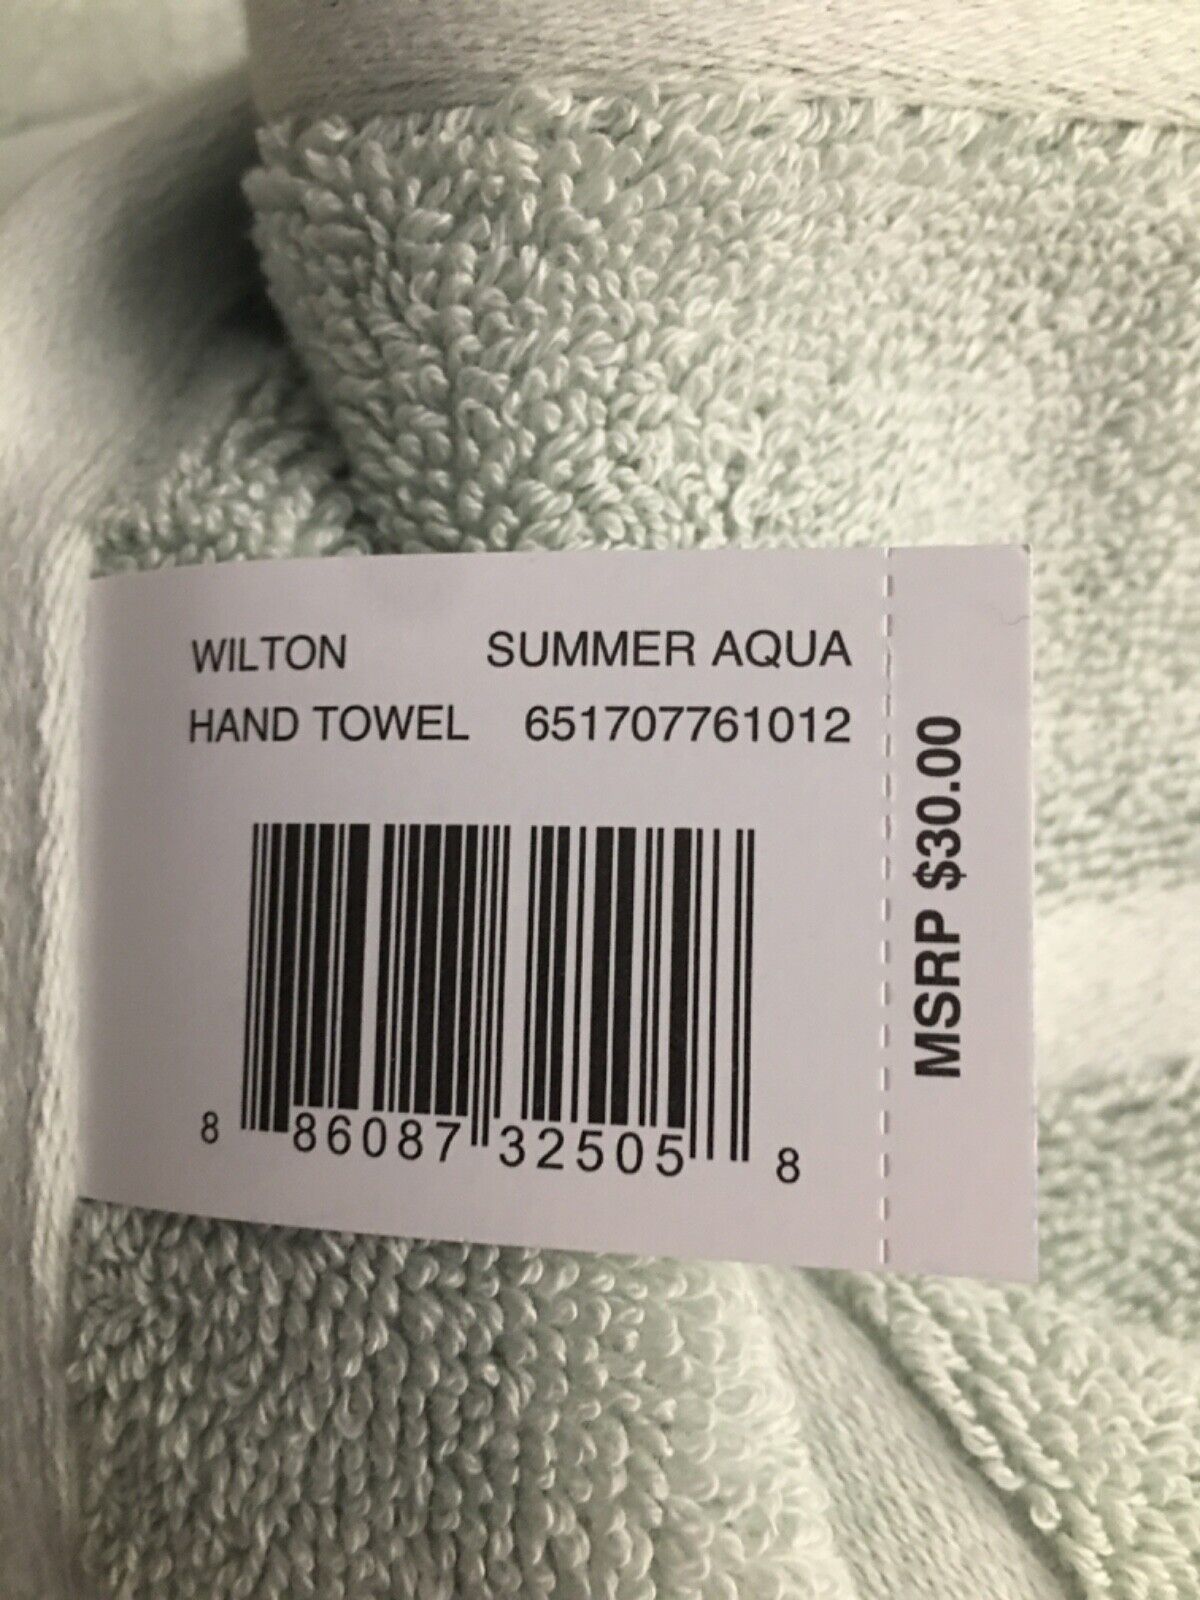 WILTON SUMMER AQUA
HAND TOWEL 651707761012
8 86087 32505 8
MSRP $30.00